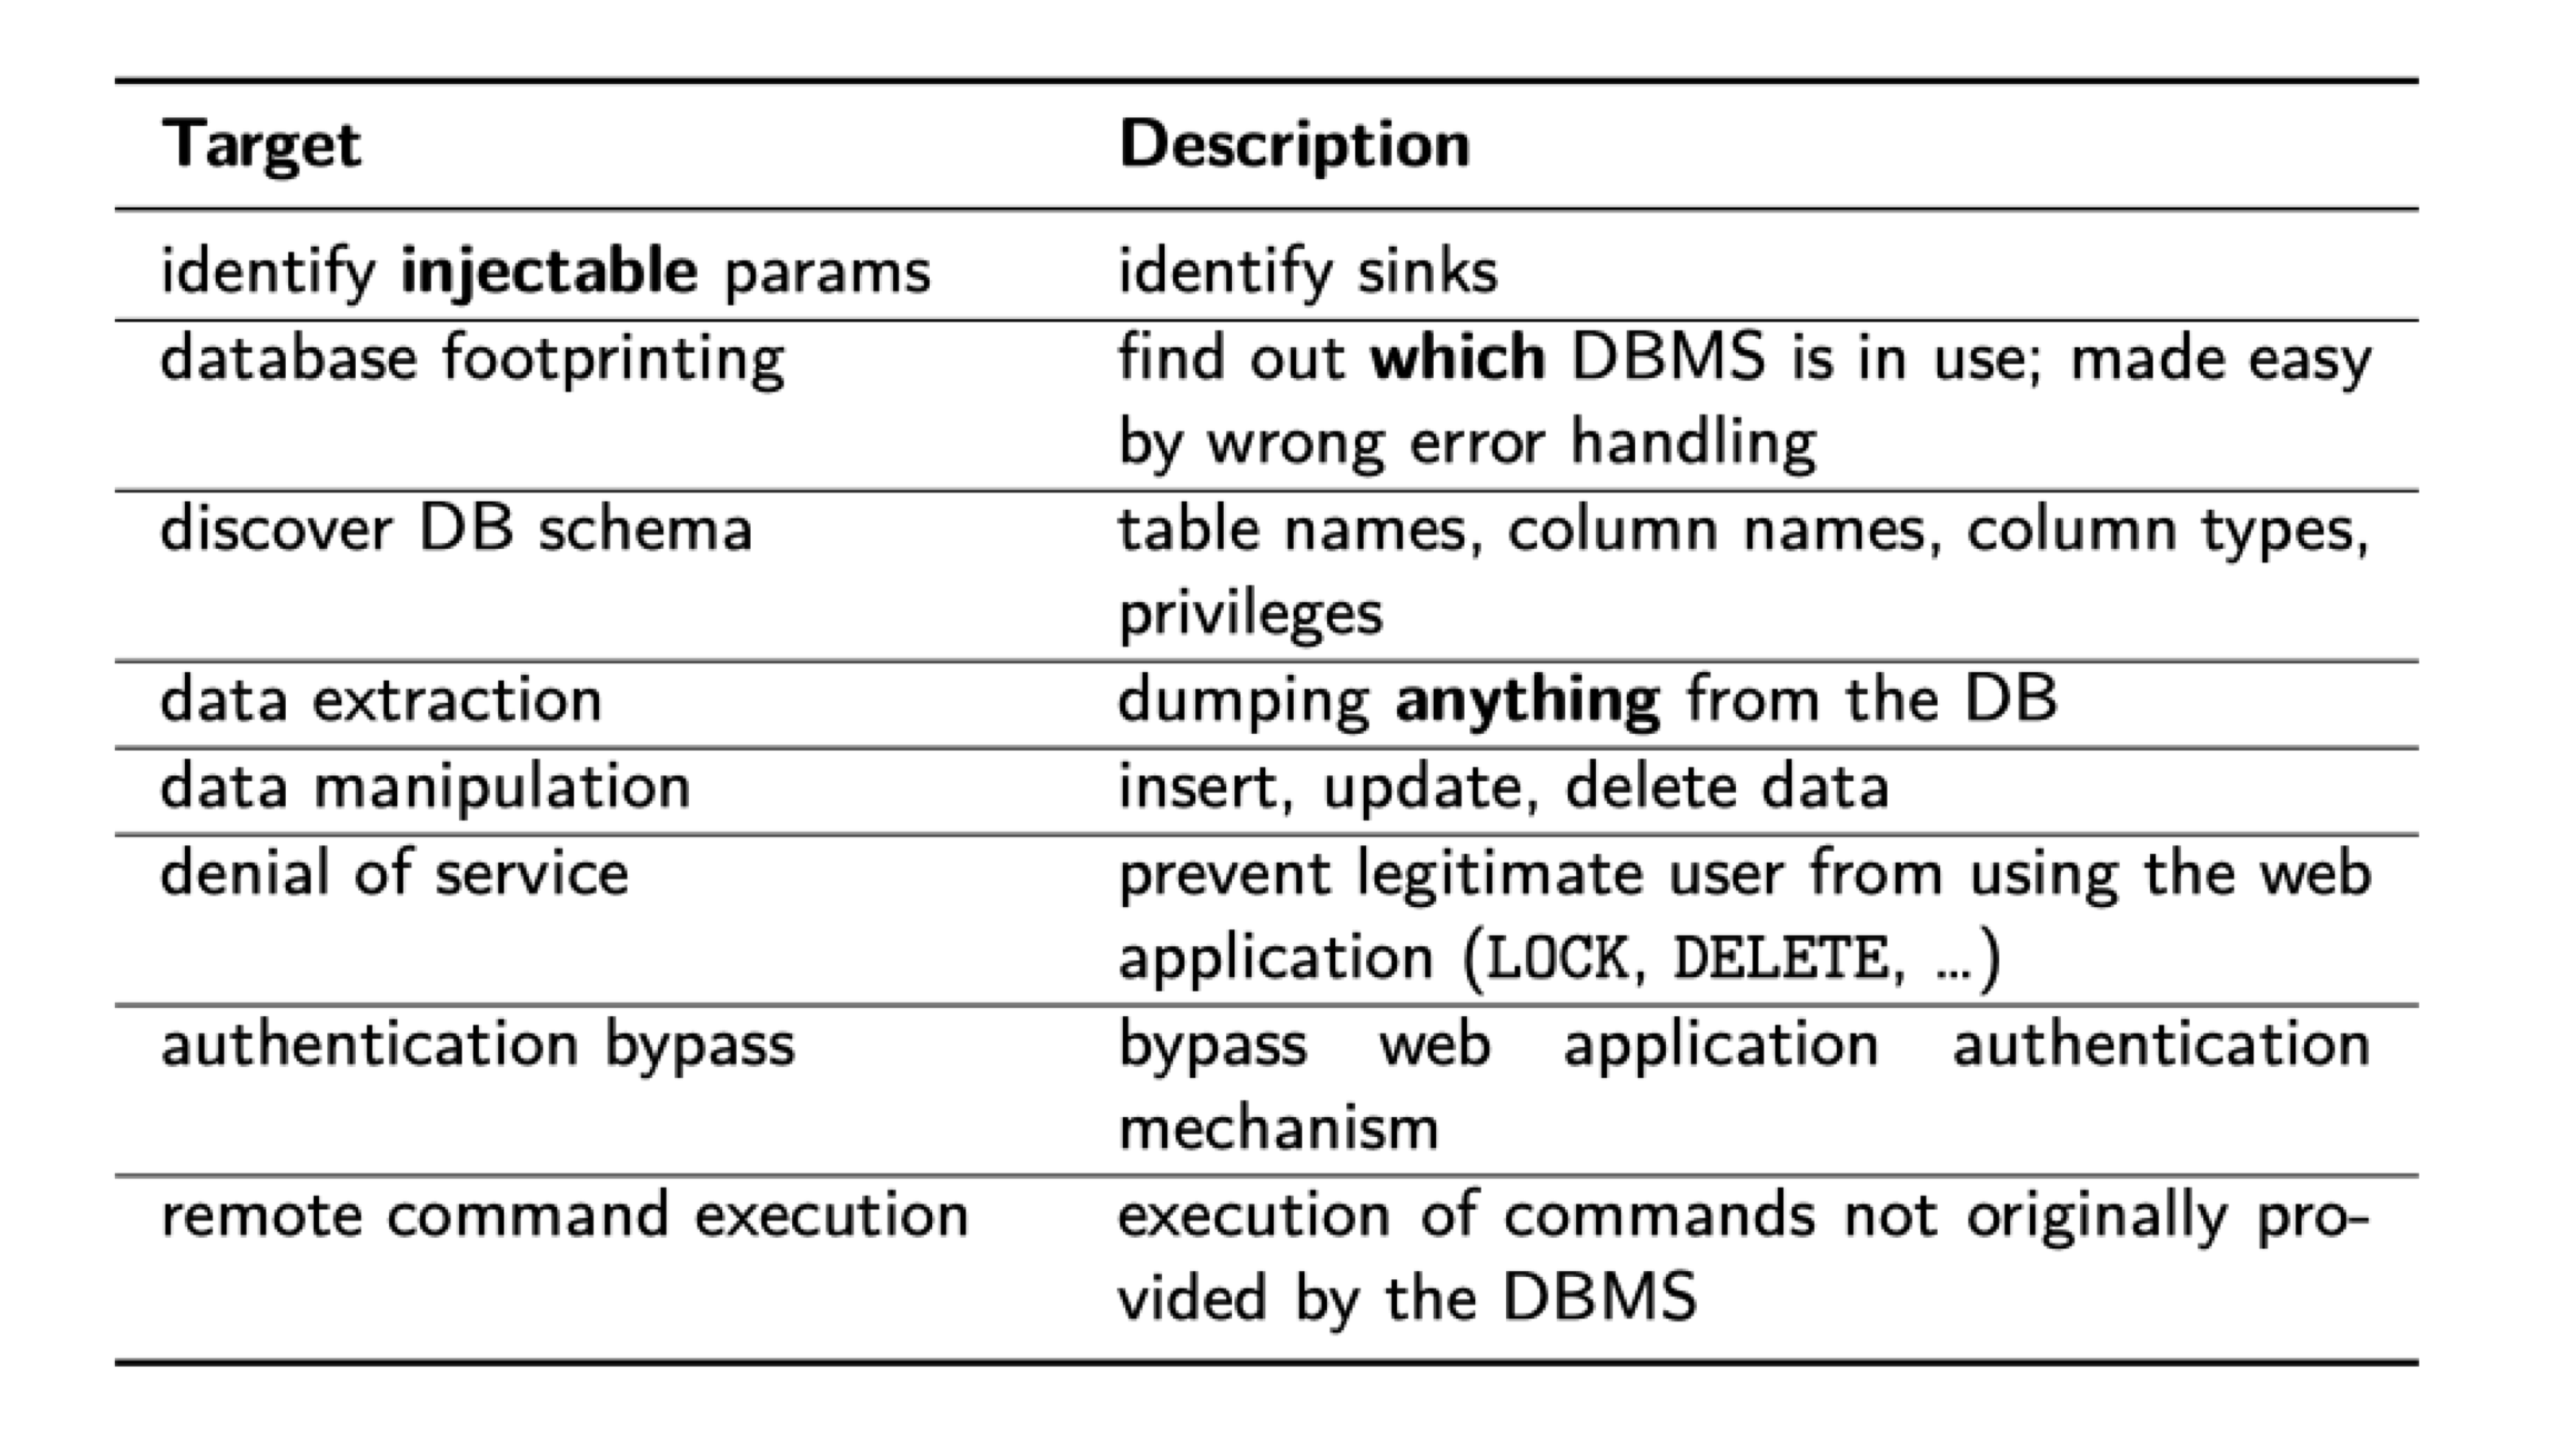 Target Description
identify injectable params identify sinks
database footprinting find out which DBMS is in use; made easy
by wrong error handling
discover DB schema table names, column names, column types,
privileges
data extraction dumping anything from the DB
data manipulation insert, update, delete data
denial of service prevent legitimate user from using the web
application (LOCK, DELETE, …)
authentication bypass bypass web application authentication
mechanism
remote command execution execution of commands not originally pro-
vided by the DBMS